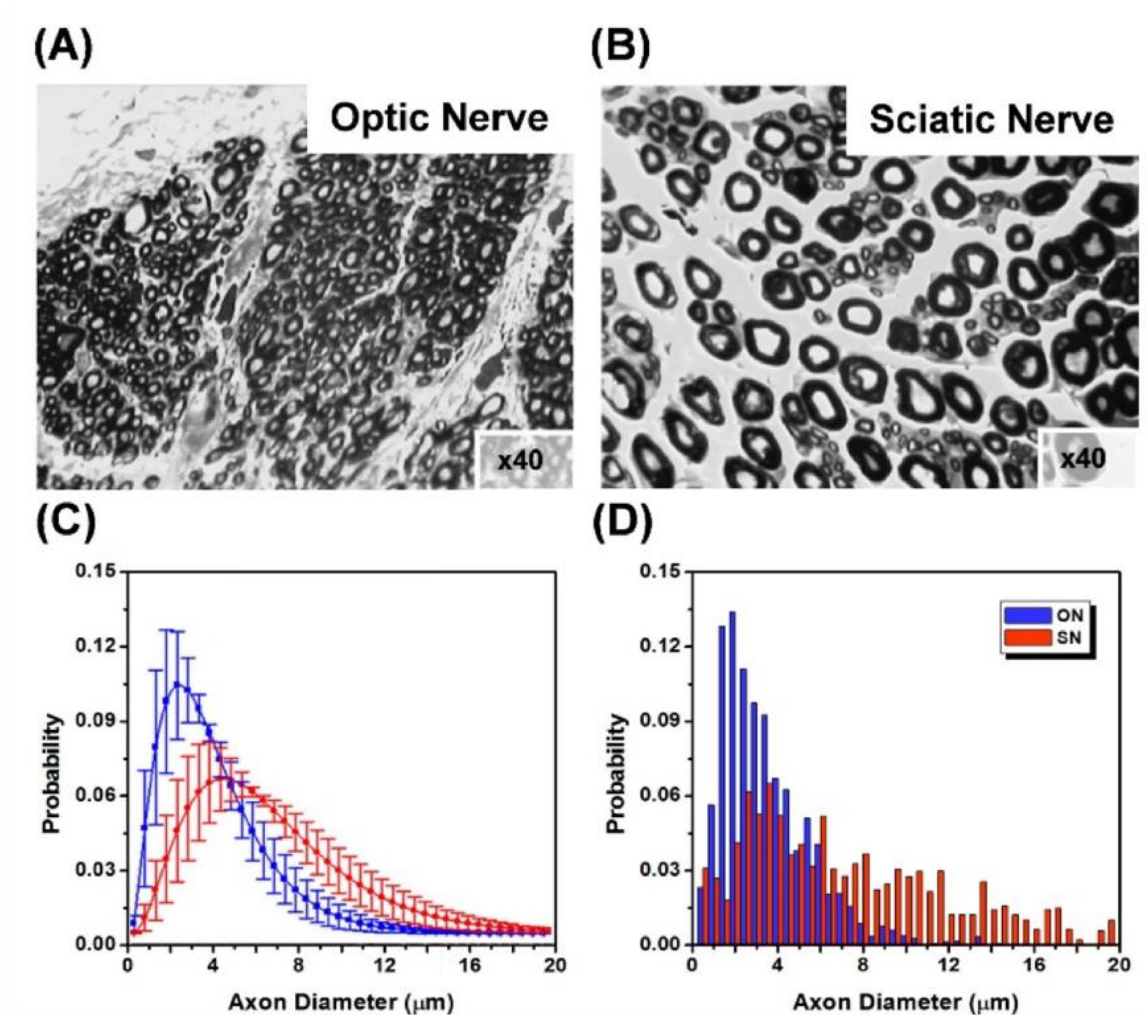 (A)
Optic Nerve
x40
(B)
Sciatic Nerve
x40
(C)
0.15
0.12
0.09
0.06
0.03
0.00
Probability
0 4 8 12 16 20
Axon Diameter (μm)
(D)
0.15
0.12
0.09
0.06
0.03
0.00
Probability
ON
SN
0 4 8 12 16 20
Axon Diameter (μm)